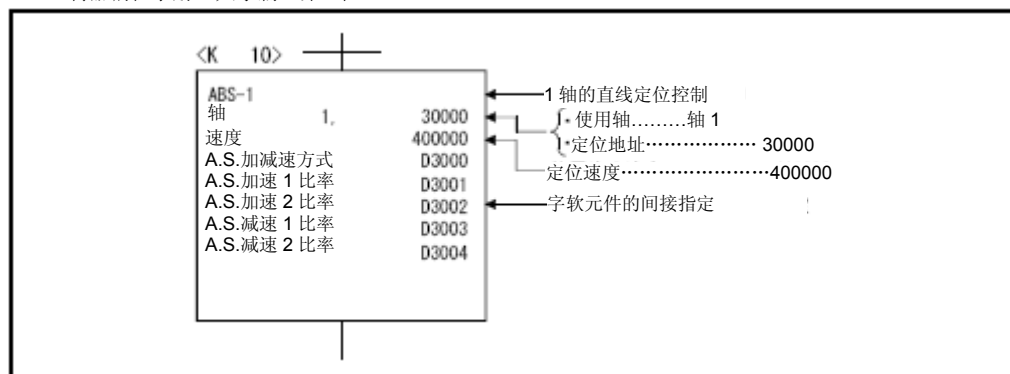 <K 10>
ABS-1
轴 1, 30000
速度 400000
A.S.加减速方式 D3000
A.S.加速 1 比率 D3001
A.S.加速 2 比率 D3002
A.S.减速 1 比率 D3003
A.S.减速 2 比率 D3004
1 轴的直线定位控制
·使用轴………轴 1
·定位地址……………… 30000
定位速度……………………400000
字软元件的间接指定